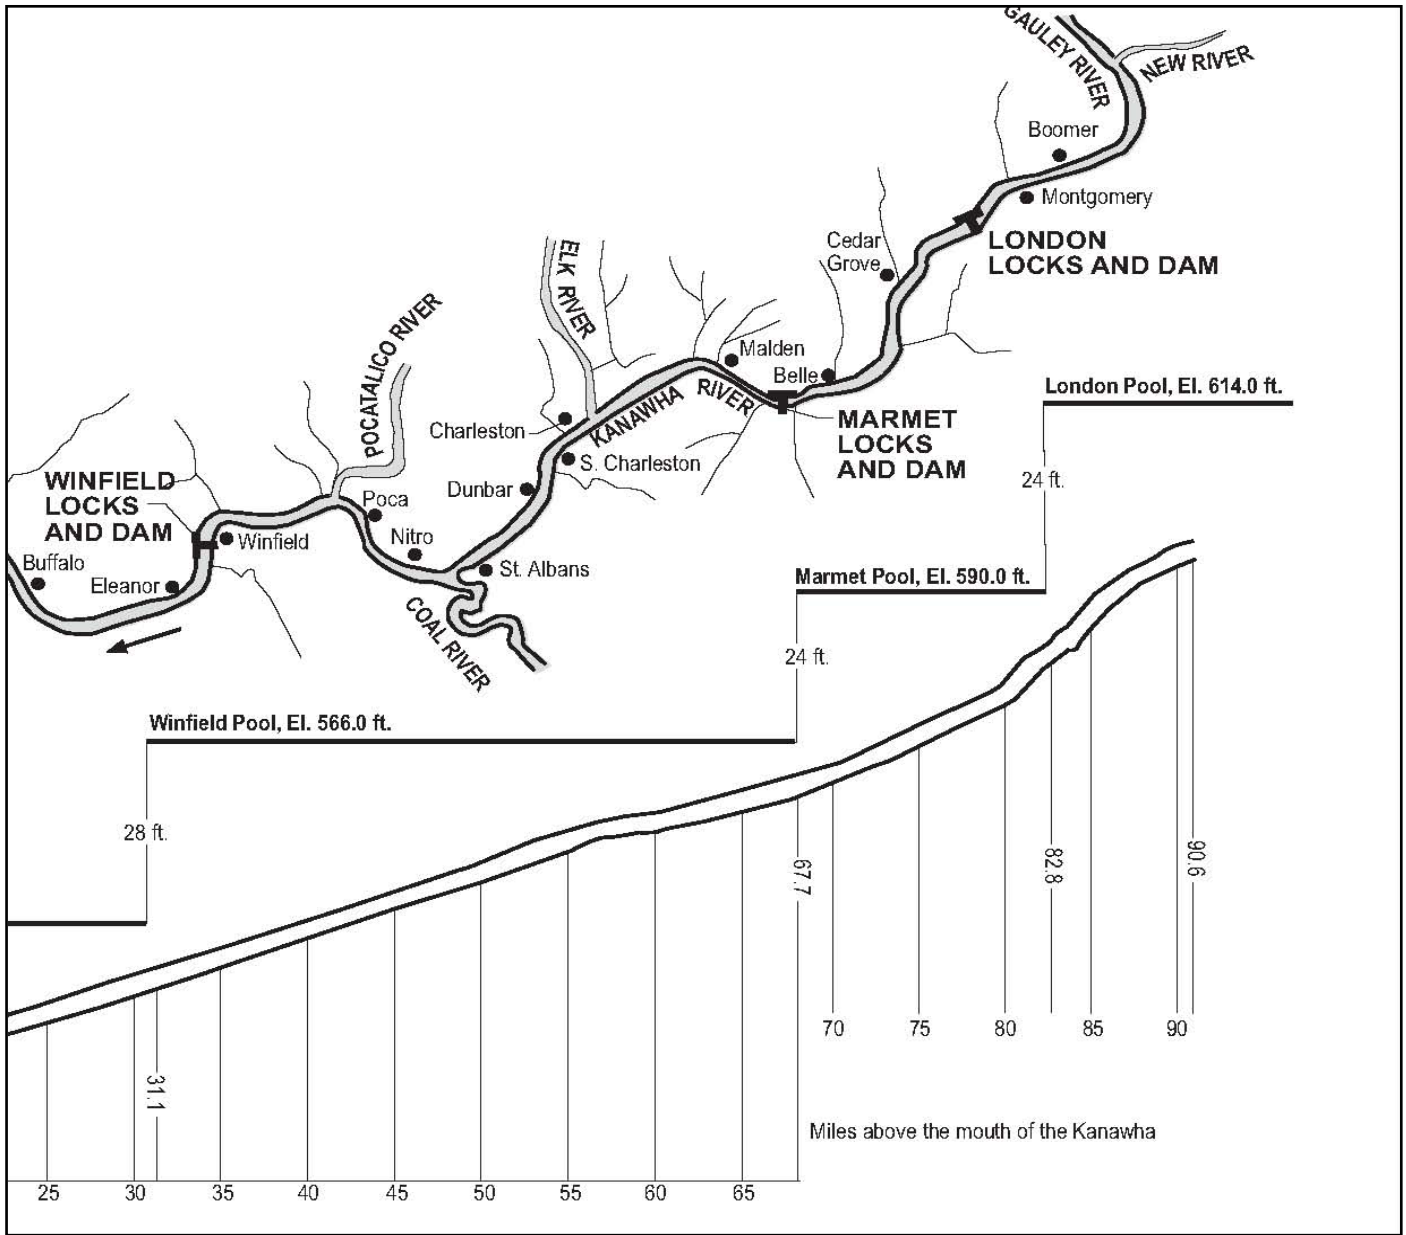 GAULEY RIVER
NEW RIVER
Boomer
Montgomery
LONDON
LOCKS AND DAM
Cedar
Grove
ELK RIVER
POCATALICO RIVER
Malden
Belle
KANAWHA RIVER
MARMET
LOCKS
AND DAM
Charleston
S. Charleston
Dunbar
WINFIELD
LOCKS
AND DAM
Poca
Nitro
Winfield
St. Albans
Buffalo
Eleanor
COAL RIVER
London Pool, El. 614.0 ft.
24 ft.
Marmet Pool, El. 590.0 ft.
24 ft.
Winfield Pool, El. 566.0 ft.
28 ft.
67.7
82.8
90.6
70 75 80 85 90
31.1
Miles above the mouth of the Kanawha
25 30 35 40 45 50 55 60 65